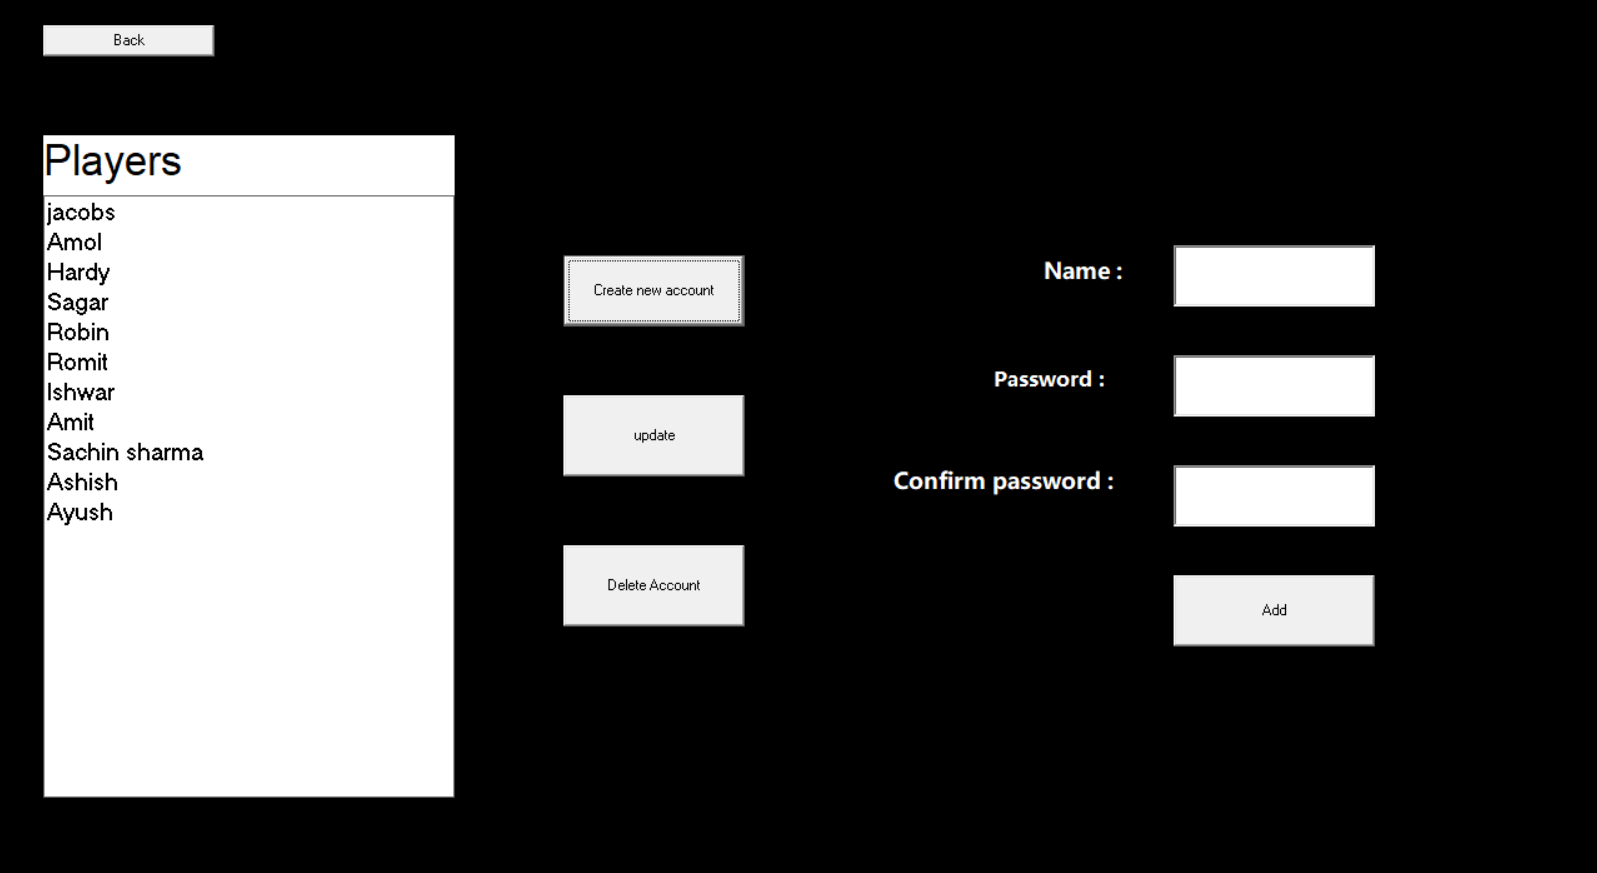 Back
Players
jacobs
Amol
Hardy
Sagar
Robin
Romit
Ishwar
Amit
Sachin sharma
Ashish
Ayush
Create new account
update
Delete Account
Name :
Password :
Confirm password :
Add